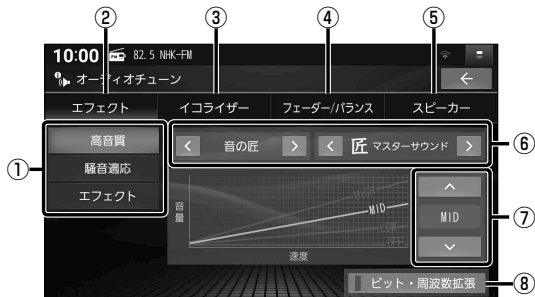 ② ③ ④ ⑤
10:00 82.5 NHK-FM
オーディオチューン
エフェクト イコライザー フェーダー/バランス スピーカー
① 高音質
騒音適応
エフェクト
音の匠 匠 マスターサウンド ⑥
音量
HIGH
MID
LOW
OFF
速度
MID ⑦
ビット・周波数拡張 ⑧